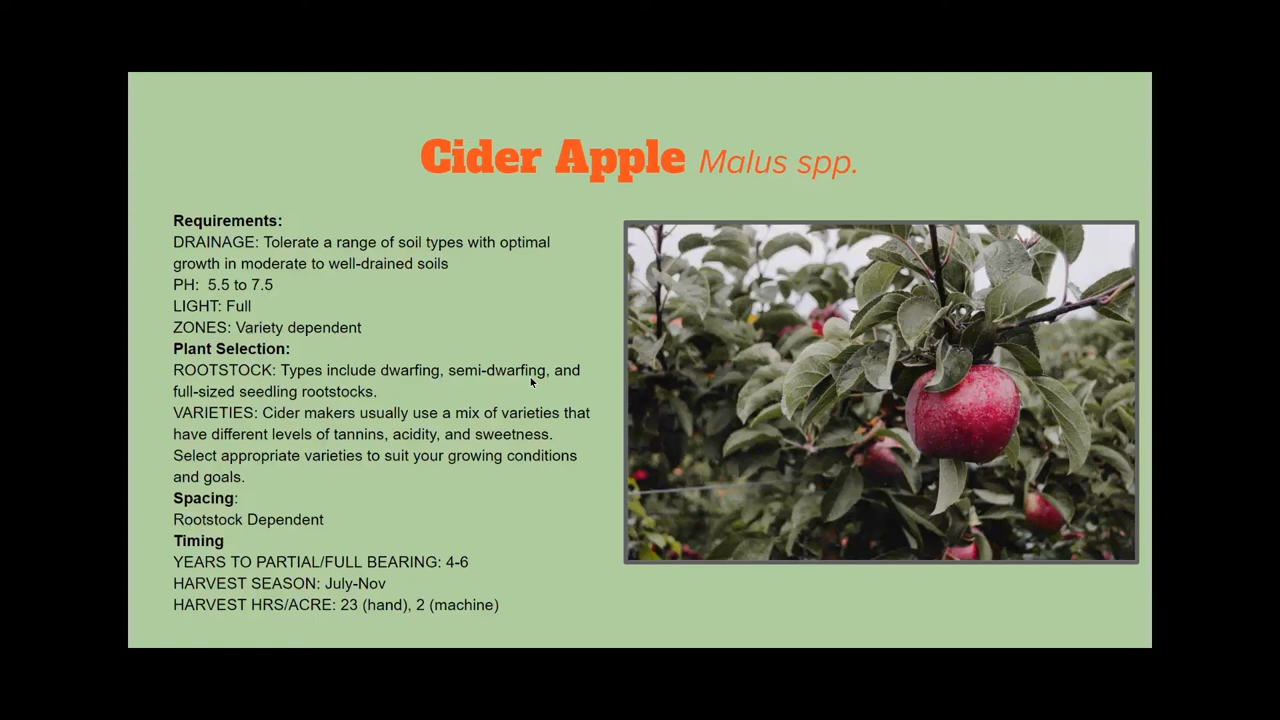 Cider Apple Malus spp.
Requirements:
DRAINAGE: Tolerate a range of soil types with optimal
growth in moderate to well-drained soils
PH:  5.5 to 7.5
LIGHT: Full
ZONES: Variety dependent
Plant Selection:
ROOTSTOCK: Types include dwarfing, semi-dwarfing, and
full-sized seedling rootstocks.
VARIETIES: Cider makers usually use a mix of varieties that
have different levels of tannins, acidity, and sweetness.
Select appropriate varieties to suit your growing conditions
and goals.
Spacing:
Rootstock Dependent
Timing
YEARS TO PARTIAL/FULL BEARING: 4-6
HARVEST SEASON: July-Nov
HARVEST HRS/ACRE: 23 (hand), 2 (machine)